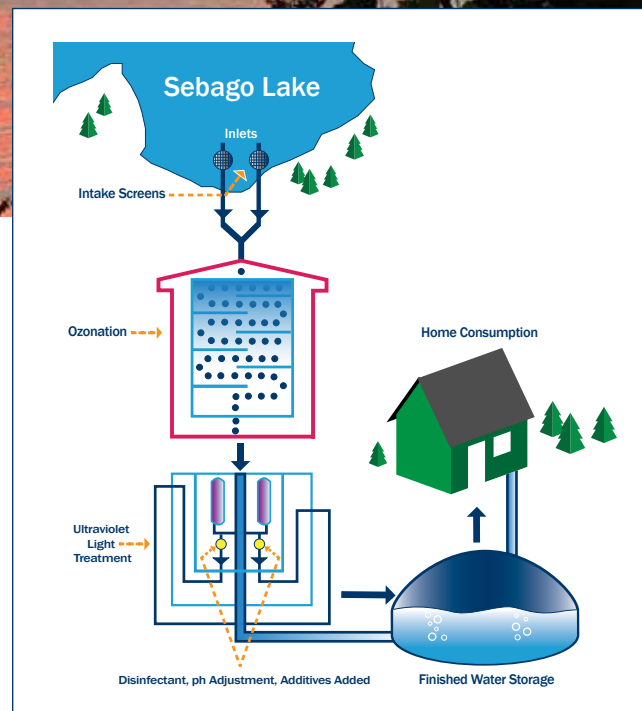 Sebago Lake
Inlets
Intake Screens
Ozonation
Home Consumption
Ultraviolet
Light
Treatment
Disinfectant, ph Adjustment, Additives Added
Finished Water Storage